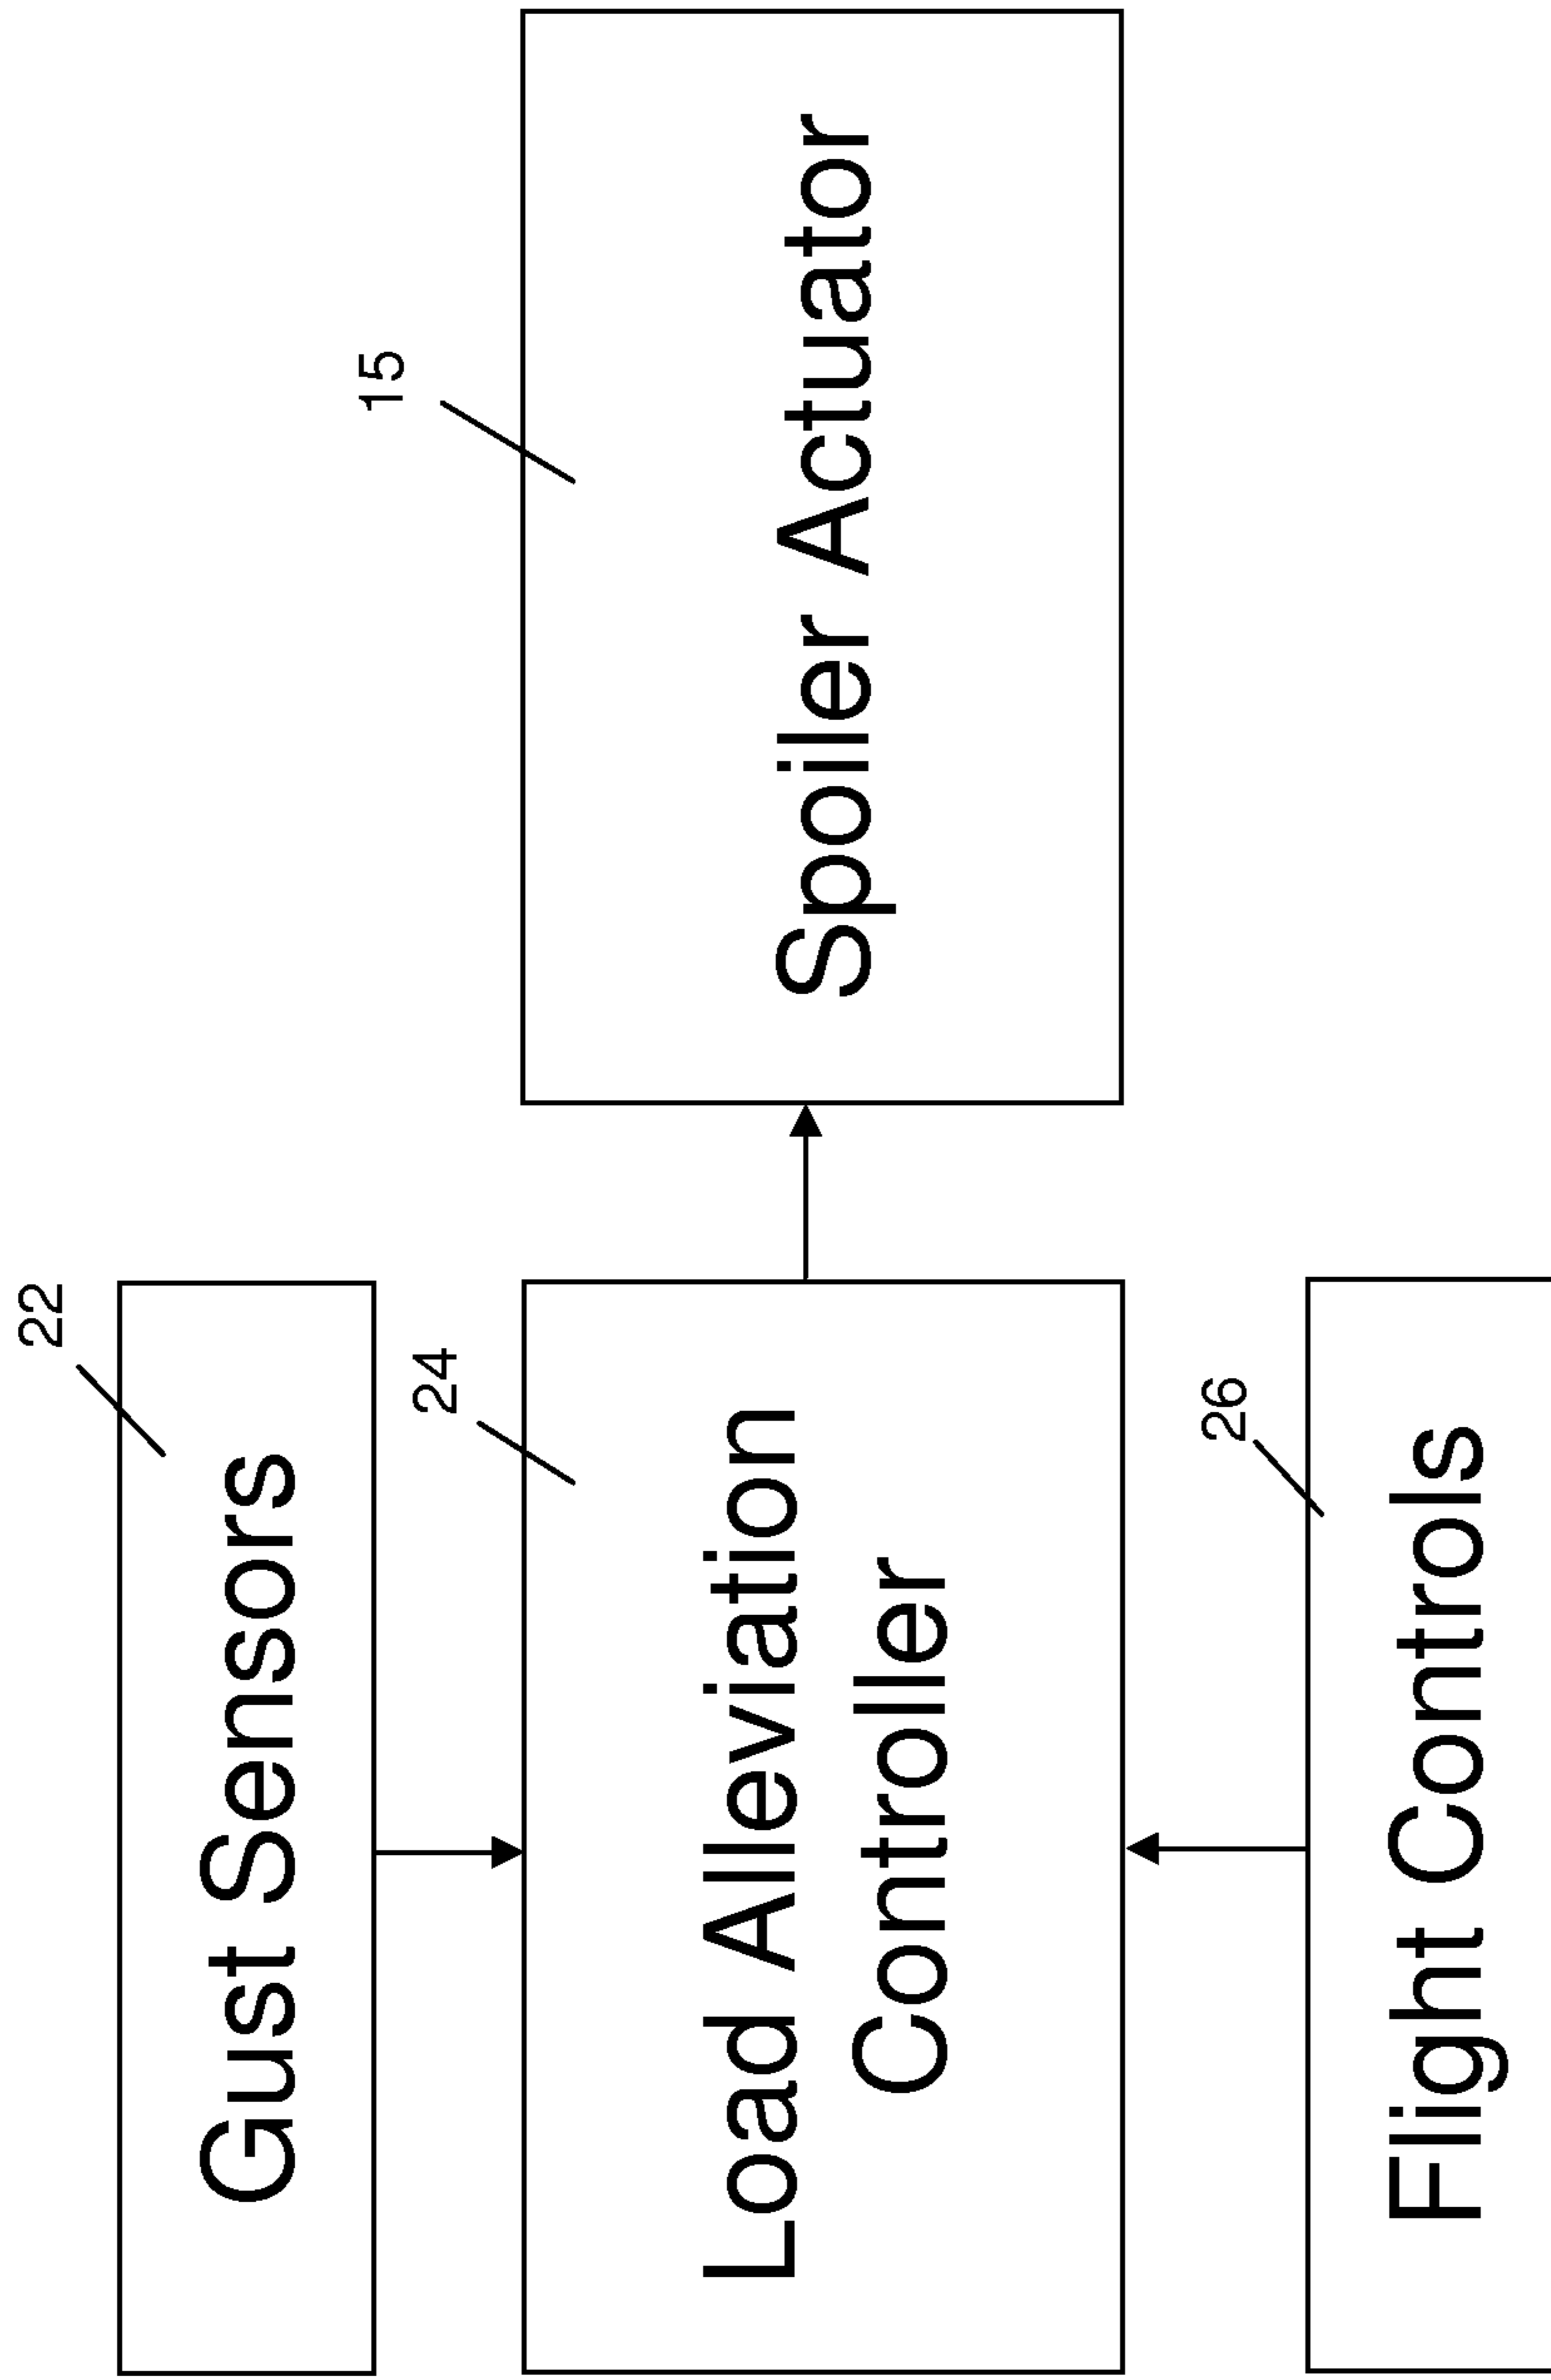 22
Gust Sensors
24
Load Alleviation
Controller
15
Spoiler Actuator
26
Flight Controls